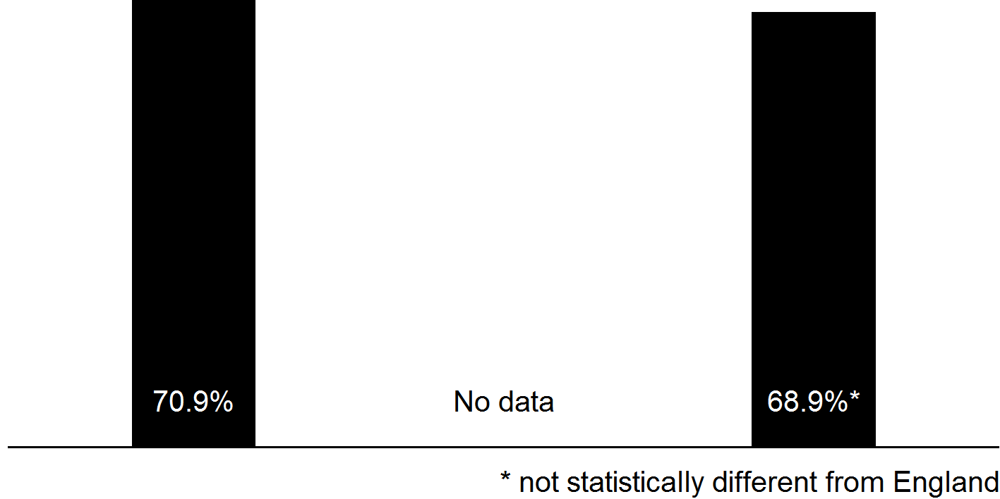 70.9% No data 68.9%*
* not statistically different from England